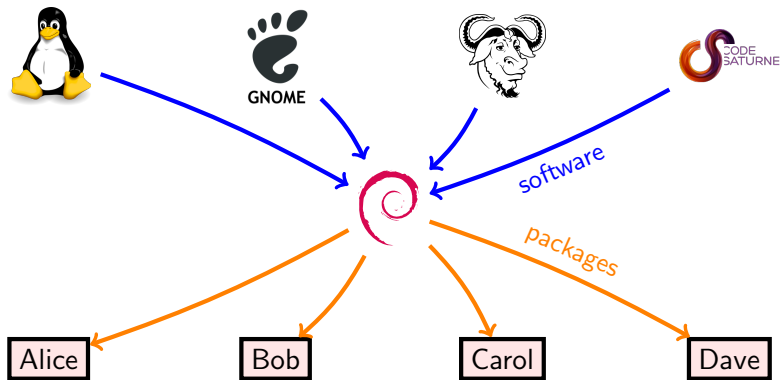 GNOME
CODE
SATURNE
software
packages
Alice
Bob
Carol
Dave